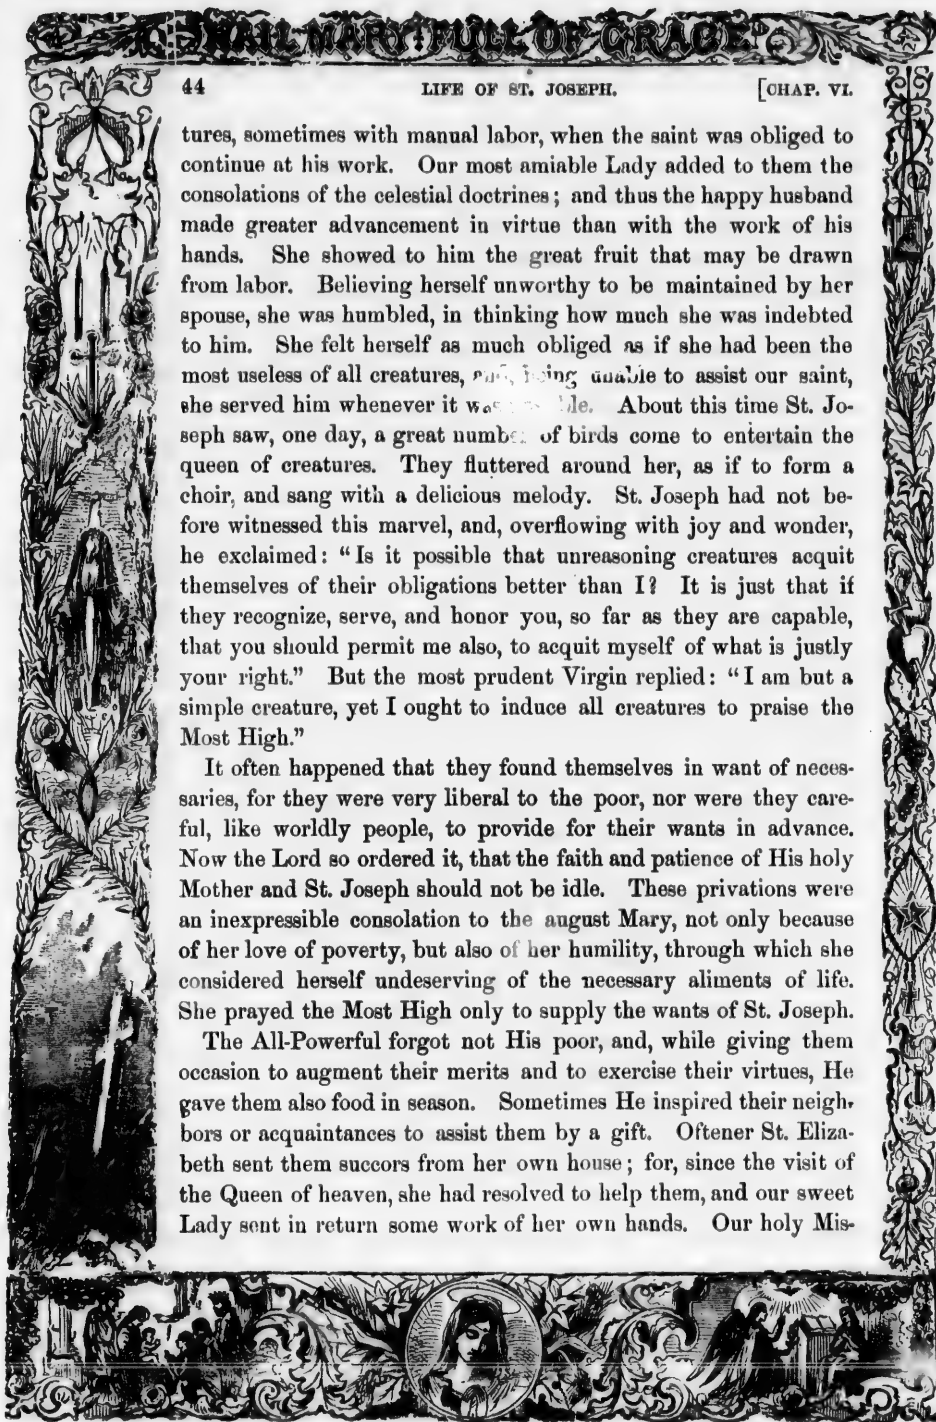 HAIL MARY! FULL OF GRACE
44 LIFE OF ST. JOSEPH. [CHAP. VI.
tures, sometimes with manual labor, when the saint was obliged to
continue at his work. Our most amiable Lady added to them the
consolations of the celestial doctrines; and thus the happy husband
made greater advancement in virtue than with the work of his
hands. She showed to him the great fruit that may be drawn
from labor. Believing herself unworthy to be maintained by her
spouse, she was humbled, in thinking how much she was indebted
to him. She felt herself as much obliged as if she had been the
most useless of all creatures, being unable to assist our saint,
she served him whenever it was About this time St. Jo-
seph saw, one day, a great number of birds come to entertain the
queen of creatures. They fluttered around her, as if to form a
choir, and sang with a delicious melody. St. Joseph had not be-
fore witnessed this marvel, and, overflowing with joy and wonder,
he exclaimed: “Is it possible that unreasoning creatures acquit
themselves of their obligations better than I? It is just that if
they recognize, serve, and honor you, so far as they are capable,
that you should permit me also, to acquit myself of what is justly
your right.” But the most prudent Virgin replied: “I am but a
simple creature, yet I ought to induce all creatures to praise the
Most High.”
It often happened that they found themselves in want of neces-
saries, for they were very liberal to the poor, nor were they care-
ful, like worldly people, to provide for their wants in advance.
Now the Lord so ordered it, that the faith and patience of His holy
Mother and St. Joseph should not be idle. These privations were
an inexpressible consolation to the august Mary, not only because
of her love of poverty, but also of her humility, through which she
considered herself undeserving of the necessary aliments of life.
She prayed the Most High only to supply the wants of St. Joseph.
The All-Powerful forgot not His poor, and, while giving them
occasion to augment their merits and to exercise their virtues, He
gave them also food in season. Sometimes He inspired their neigh-
bors or acquaintances to assist them by a gift. Oftener St. Eliza-
beth sent them succors from her own house; for, since the visit of
the Queen of heaven, she had resolved to help them, and our sweet
Lady sent in return some work of her own hands. Our holy Mis-